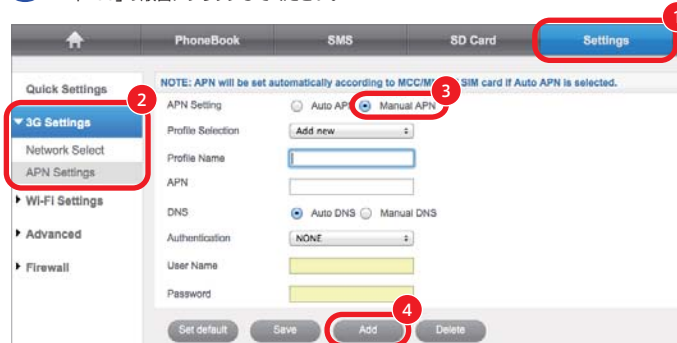 1
PhoneBook SMS SD Card Settings
Quick Settings
NOTE: APN will be set automatically according to SIM card if Auto APN is selected.
2
3
APN Setting Auto Manual APN
3G Settings
Profile Selection Add new
Network Select
Profile Name
APN Settings
APN
Wi-Fi Settings
DNS Auto DNS Manual DNS
Advanced
Authentication NONE
Firewall
User Name
Password
4
Set default Save Add Delete